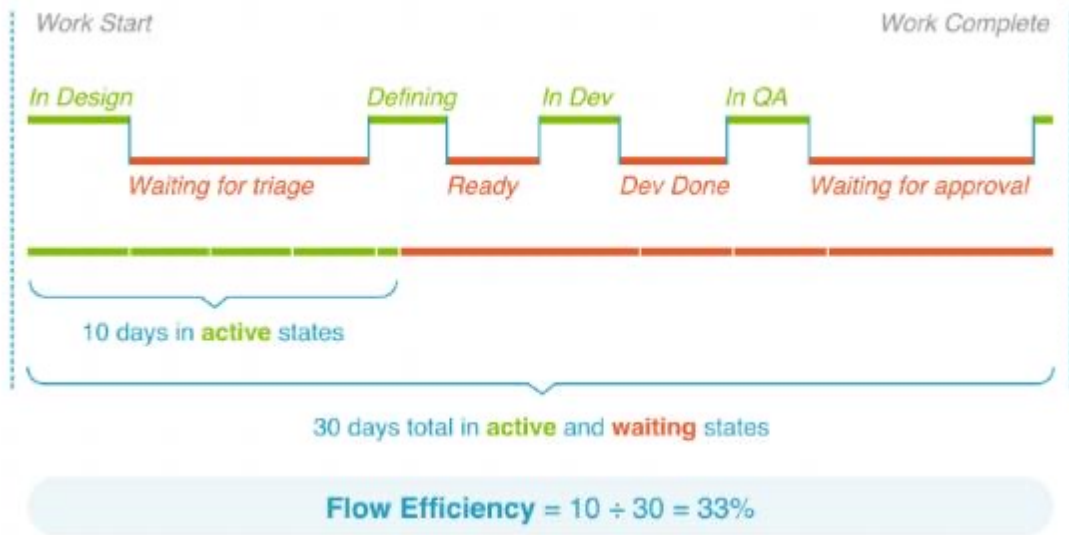 Work Start
Work Complete
In Design
Defining
In Dev
In QA
Waiting for triage
Ready
Dev Done
Waiting for approval
10 days in active states
30 days total in active and waiting states
Flow Efficiency = 10 ÷ 30 = 33%